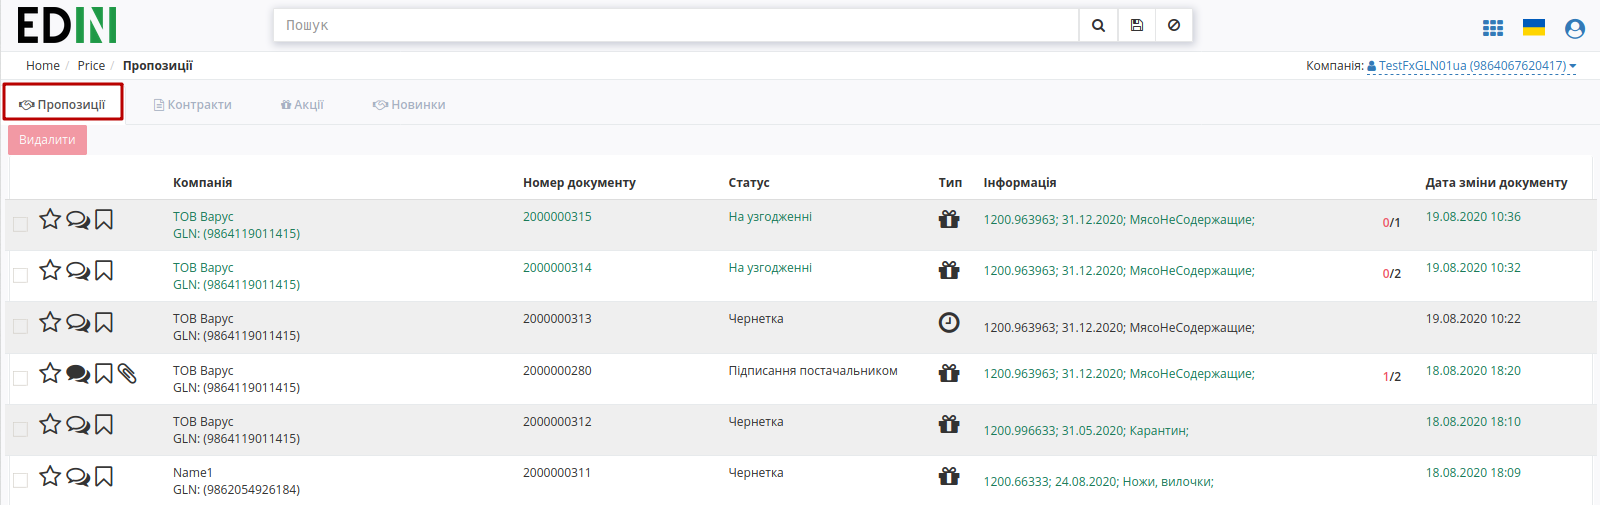 EDIN
Пошук
Home / Price / Пропозиції
Компанія: TestFxGLN01ua (9864067620417)
Пропозиції Контракти Акції Новинки
Видалити
Компанія Номер документу Статус Тип Інформація Дата зміни документу
ТОВ Варус 2000000315 На узгодженні 1200.963963; 31.12.2020; МясоНеСодержащие; 0/1 19.08.2020 10:36
GLN: (9864119011415)
ТОВ Варус 2000000314 На узгодженні 1200.963963; 31.12.2020; МясоНеСодержащие; 0/2 19.08.2020 10:32
GLN: (9864119011415)
ТОВ Варус 2000000313 Чернетка 1200.963963; 31.12.2020; МясоНеСодержащие; 19.08.2020 10:22
GLN: (9864119011415)
ТОВ Варус 2000000280 Підписання постачальником 1200.963963; 31.12.2020; МясоНеСодержащие; 1/2 18.08.2020 18:20
GLN: (9864119011415)
ТОВ Варус 2000000312 Чернетка 1200.996633; 31.05.2020; Карантин; 18.08.2020 18:10
GLN: (9864119011415)
Name1 2000000311 Чернетка 1200.66333; 24.08.2020; Ножи, вилочки; 18.08.2020 18:09
GLN: (9862054926184)